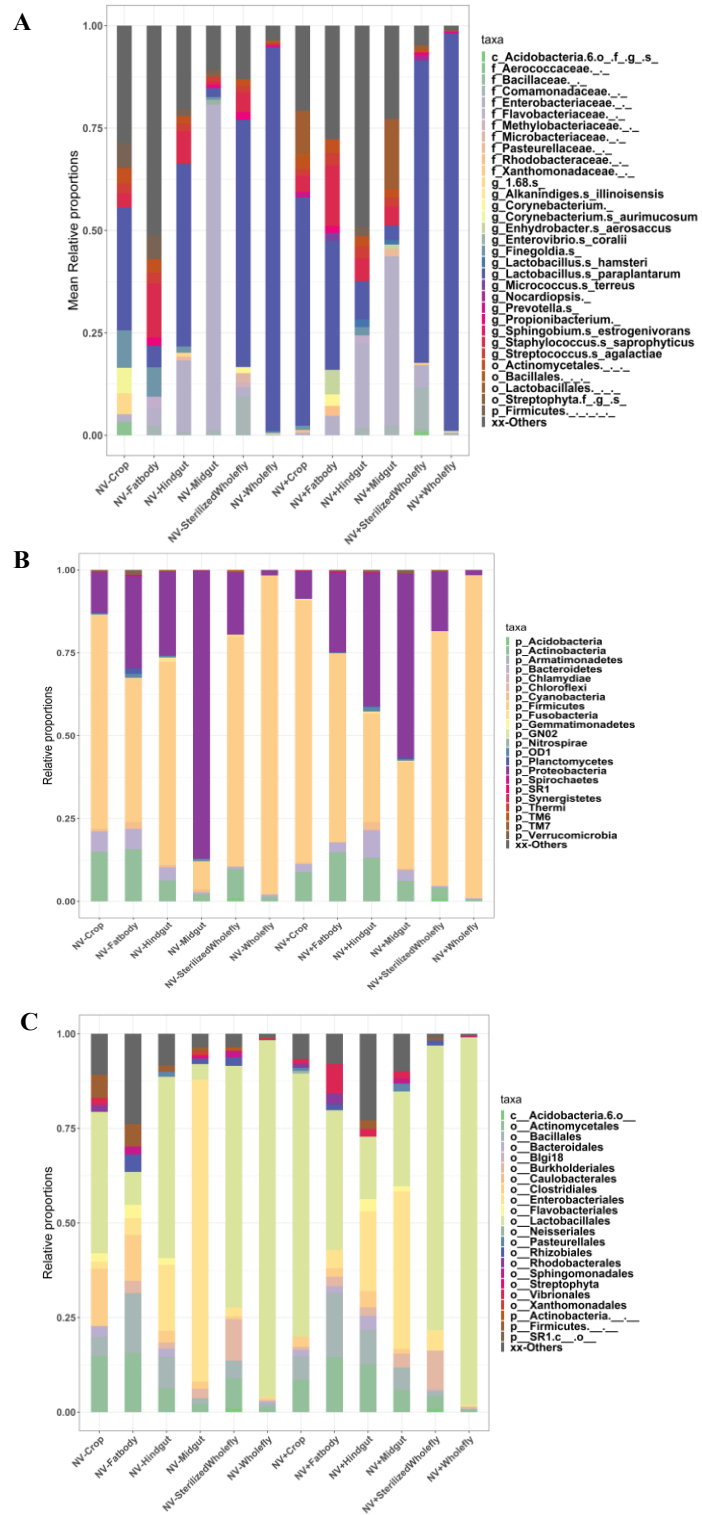 A
Mean Relative proportions
1.00
0.75
0.50
0.25
0.00
NV-Crop
NV-Fatbody
NV-Hindgut
NV-Midgut
NV-SterilizedWholefly
NV-Wholefly
NV+Crop
NV+Fatbody
NV+Hindgut
NV+Midgut
NV+SterilizedWholefly
NV+Wholefly
taxa
c_Acidobacteria.6.o_.f_.g_.s_
f_Aerococcaceae._._
f_Bacillaceae._._
f_Comamonadaceae._._
f_Enterobacteriaceae._._
f_Flavobacteriaceae._._
f_Methylobacteriaceae._._
f_Microbacteriaceae._._
f_Pasteurellaceae._._
f_Rhodobacteraceae._._
f_Xanthomonadaceae._._
g_1.68.s_
g_Alkanindiges.s_illinoisensis
g_Corynebacterium._
g_Corynebacterium.s_aurimucosum
g_Enhydrobacter.s_aerosaccus
g_Enterovibrio.s_coralii
g_Finegoldia.s_
g_Lactobacillus.s_hamsteri
g_Lactobacillus.s_paraplantarum
g_Micrococcus.s_terreus
g_Nocardiopsis._
g_Prevotella.s_
g_Propionibacterium._
g_Sphingobium.s_estrogenivorans
g_Staphylococcus.s_saprophyticus
g_Streptococcus.s_agalactiae
o_Actinomycetales._._._
o_Bacillales._._._
o_Lactobacillales._._._
o_Streptophyta.f_.g_.s_
p_Firmicutes._._._._._
xx-Others
B
Relative proportions
1.00
0.75
0.50
0.25
0.00
NV-Crop
NV-Fatbody
NV-Hindgut
NV-Midgut
NV-SterilizedWholefly
NV-Wholefly
NV+Crop
NV+Fatbody
NV+Hindgut
NV+Midgut
NV+SterilizedWholefly
NV+Wholefly
taxa
p_Acidobacteria
p_Actinobacteria
p_Armatimonadetes
p_Bacteroidetes
p_Chlamydiae
p_Chloroflexi
p_Cyanobacteria
p_Firmicutes
p_Fusobacteria
p_Gemmatimonadetes
p_GN02
p_Nitrospirae
p_OD1
p_Planctomycetes
p_Proteobacteria
p_Spirochaetes
p_SR1
p_Synergistetes
p_Thermi
p_TM6
p_TM7
p_Verrucomicrobia
xx-Others
C
Relative proportions
1.00
0.75
0.50
0.25
0.00
NV-Crop
NV-Fatbody
NV-Hindgut
NV-Midgut
NV-SterilizedWholefly
NV-Wholefly
NV+Crop
NV+Fatbody
NV+Hindgut
NV+Midgut
NV+SterilizedWholefly
NV+Wholefly
taxa
c__Acidobacteria.6.o__
o__Actinomycetales
o__Bacillales
o__Bacteroidales
o__Blgi18
o__Burkholderiales
o__Caulobacterales
o__Clostridiales
o__Enterobacteriales
o__Flavobacteriales
o__Lactobacillales
o__Neisseriales
o__Pasteurellales
o__Rhizobiales
o__Rhodobacterales
o__Sphingomonadales
o__Streptophyta
o__Vibrionales
o__Xanthomonadales
p__Actinobacteria.__.__
p__Firmicutes.__.__
p__SR1.c__.o__
xx-Others